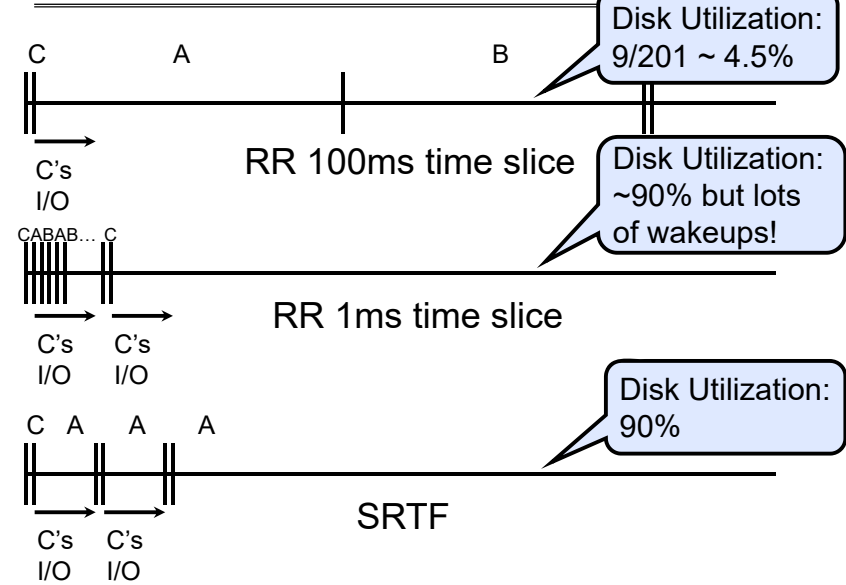 Disk Utilization:
9/201 ~ 4.5%
C A B
C's
I/O
RR 100ms time slice
Disk Utilization:
~90% but lots
of wakeups!
CABAB... C
C's C's
I/O I/O
RR 1ms time slice
Disk Utilization:
90%
C A A A
C's C's
I/O I/O
SRTF